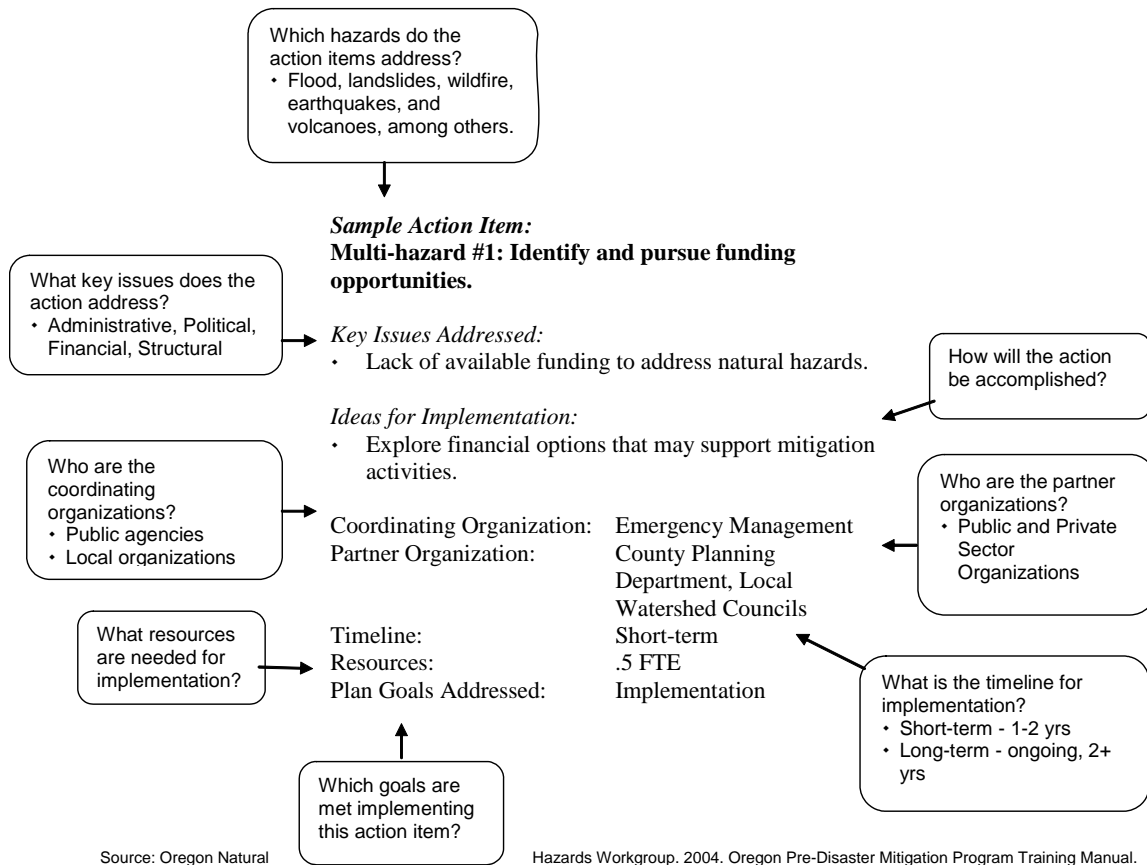 Which hazards do the
action items address?
• Flood, landslides, wildfire,
earthquakes, and
volcanoes, among others.
Sample Action Item:
Multi-hazard #1: Identify and pursue funding
opportunities.
What key issues does the
action address?
• Administrative, Political,
Financial, Structural
Key Issues Addressed:
• Lack of available funding to address natural hazards.
How will the action
be accomplished?
Ideas for Implementation:
• Explore financial options that may support mitigation
activities.
Who are the
coordinating
organizations?
• Public agencies
• Local organizations
Who are the partner
organizations?
• Public and Private
Sector
Organizations
Coordinating Organization: Emergency Management
Partner Organization: County Planning
Department, Local
Watershed Councils
What resources
are needed for
implementation?
Timeline: Short-term
Resources: .5 FTE
Plan Goals Addressed: Implementation
What is the timeline for
implementation?
• Short-term - 1-2 yrs
• Long-term - ongoing, 2+
yrs
Which goals are
met implementing
this action item?
Source: Oregon Natural Hazards Workgroup. 2004. Oregon Pre-Disaster Mitigation Program Training Manual.